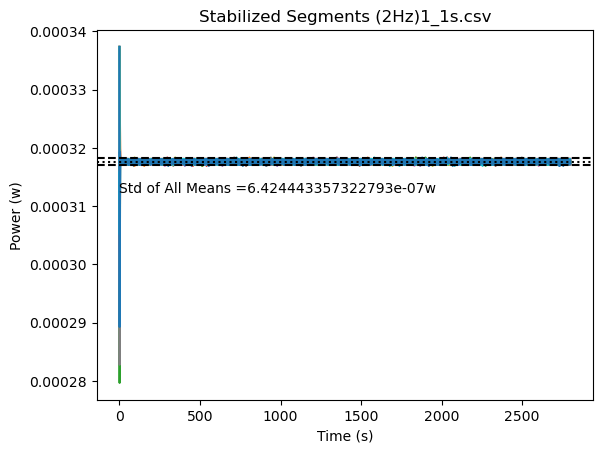 Stabilized Segments (2Hz)1_1s.csv
0.00034
0.00033
0.00032
0.00031
0.00030
0.00029
0.00028
Power (w)
Std of All Means =6.424443357322793e-07w
0 500 1000 1500 2000 2500
Time (s)